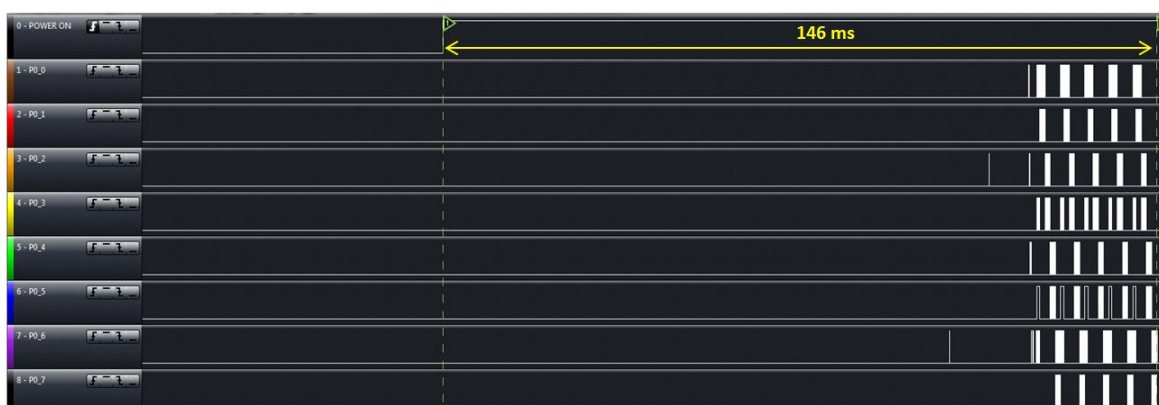 0 - POWER ON
146 ms
1 - P0_0
2 - P0_1
3 - P0_2
4 - P0_3
5 - P0_4
6 - P0_5
7 - P0_6
8 - P0_7